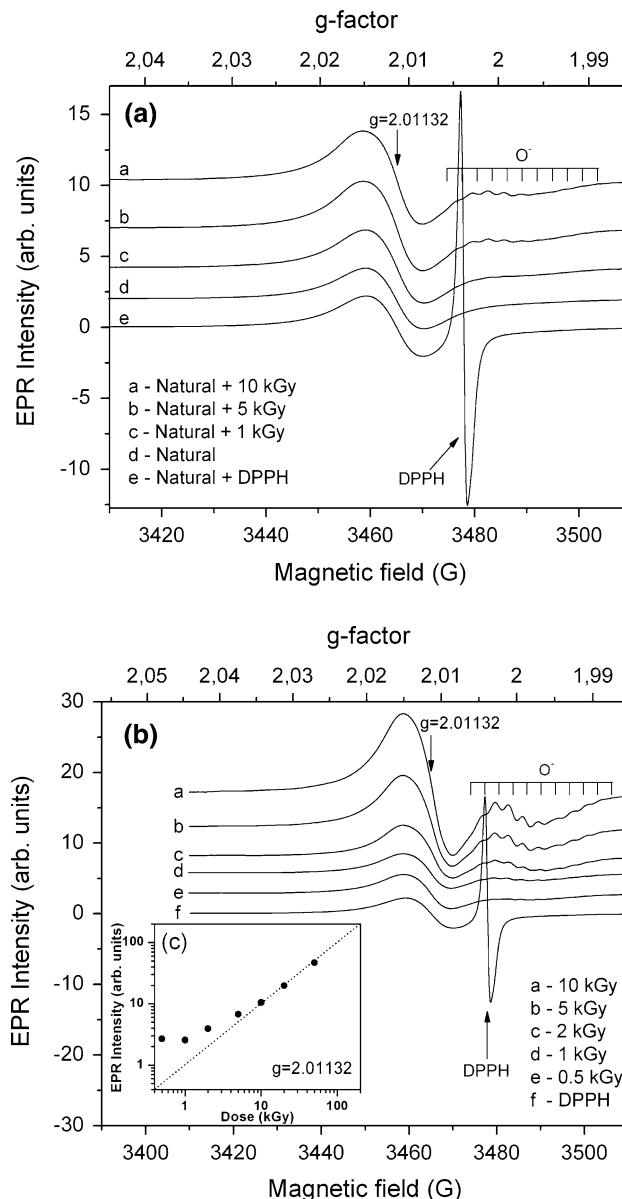 g-factor
2,04 2,03 2,02 2,01 2 1,99
(a)
g=2.01132
O-
15
10
5
0
-5
-10
EPR Intensity (arb. units)
a
b
c
d
e
a - Natural + 10 kGy
b - Natural + 5 kGy
c - Natural + 1 kGy
d - Natural
e - Natural + DPPH
DPPH
3420 3440 3460 3480 3500
Magnetic field (G)
g-factor
2,05 2,04 2,03 2,02 2,01 2 1,99
(b)
g=2.01132
O-
30
20
10
0
-10
-20
-30
EPR Intensity (arb. units)
a
b
c
d
e
f
(c)
100
10
1
EPR Intensity (arb. units)
g=2.01132
1 10 100
Dose (kGy)
DPPH
a - 10 kGy
b - 5 kGy
c - 2 kGy
d - 1 kGy
e - 0.5 kGy
f - DPPH
3400 3420 3440 3460 3480 3500
Magnetic field (G)